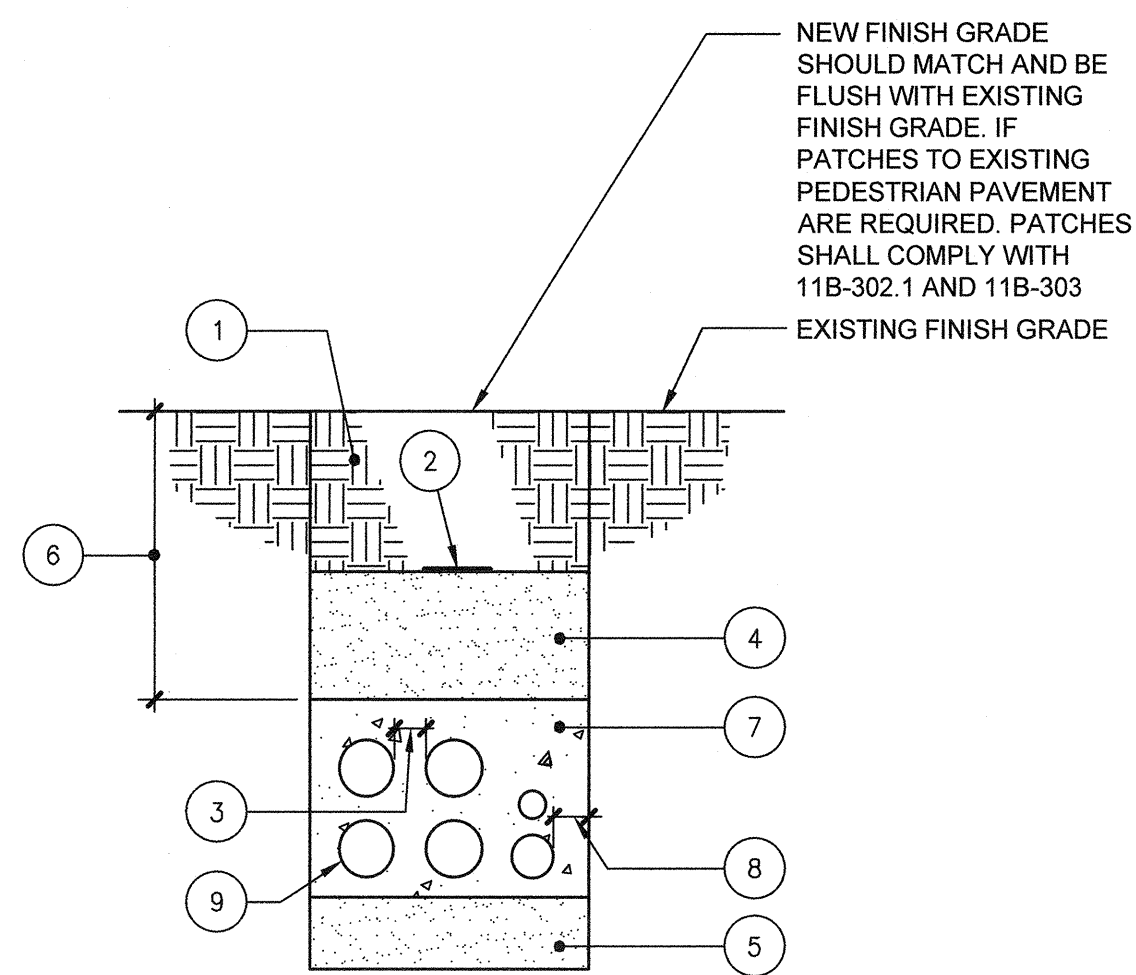 NEW FINISH GRADE
SHOULD MATCH AND BE
FLUSH WITH EXISTING
FINISH GRADE. IF
PATCHES TO EXISTING
PEDESTRIAN PAVEMENT
ARE REQUIRED. PATCHES
SHALL COMPLY WITH
11B-302.1 AND 11B-303
EXISTING FINISH GRADE
1
2
6
4
7
3
8
9
5